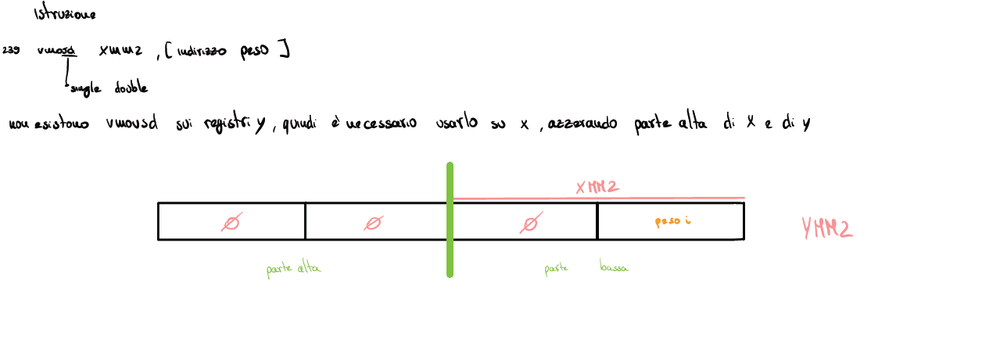 istruzione
239 vmosd xmm2 , [ indirizzo peso ]
single double
non esistono vmovsd sui registri y , quindi è necessario usarlo su x , azzerando parte alta di x e di y
XMM2
Ø Ø Ø peso i YMM2
parte alta parte bassa